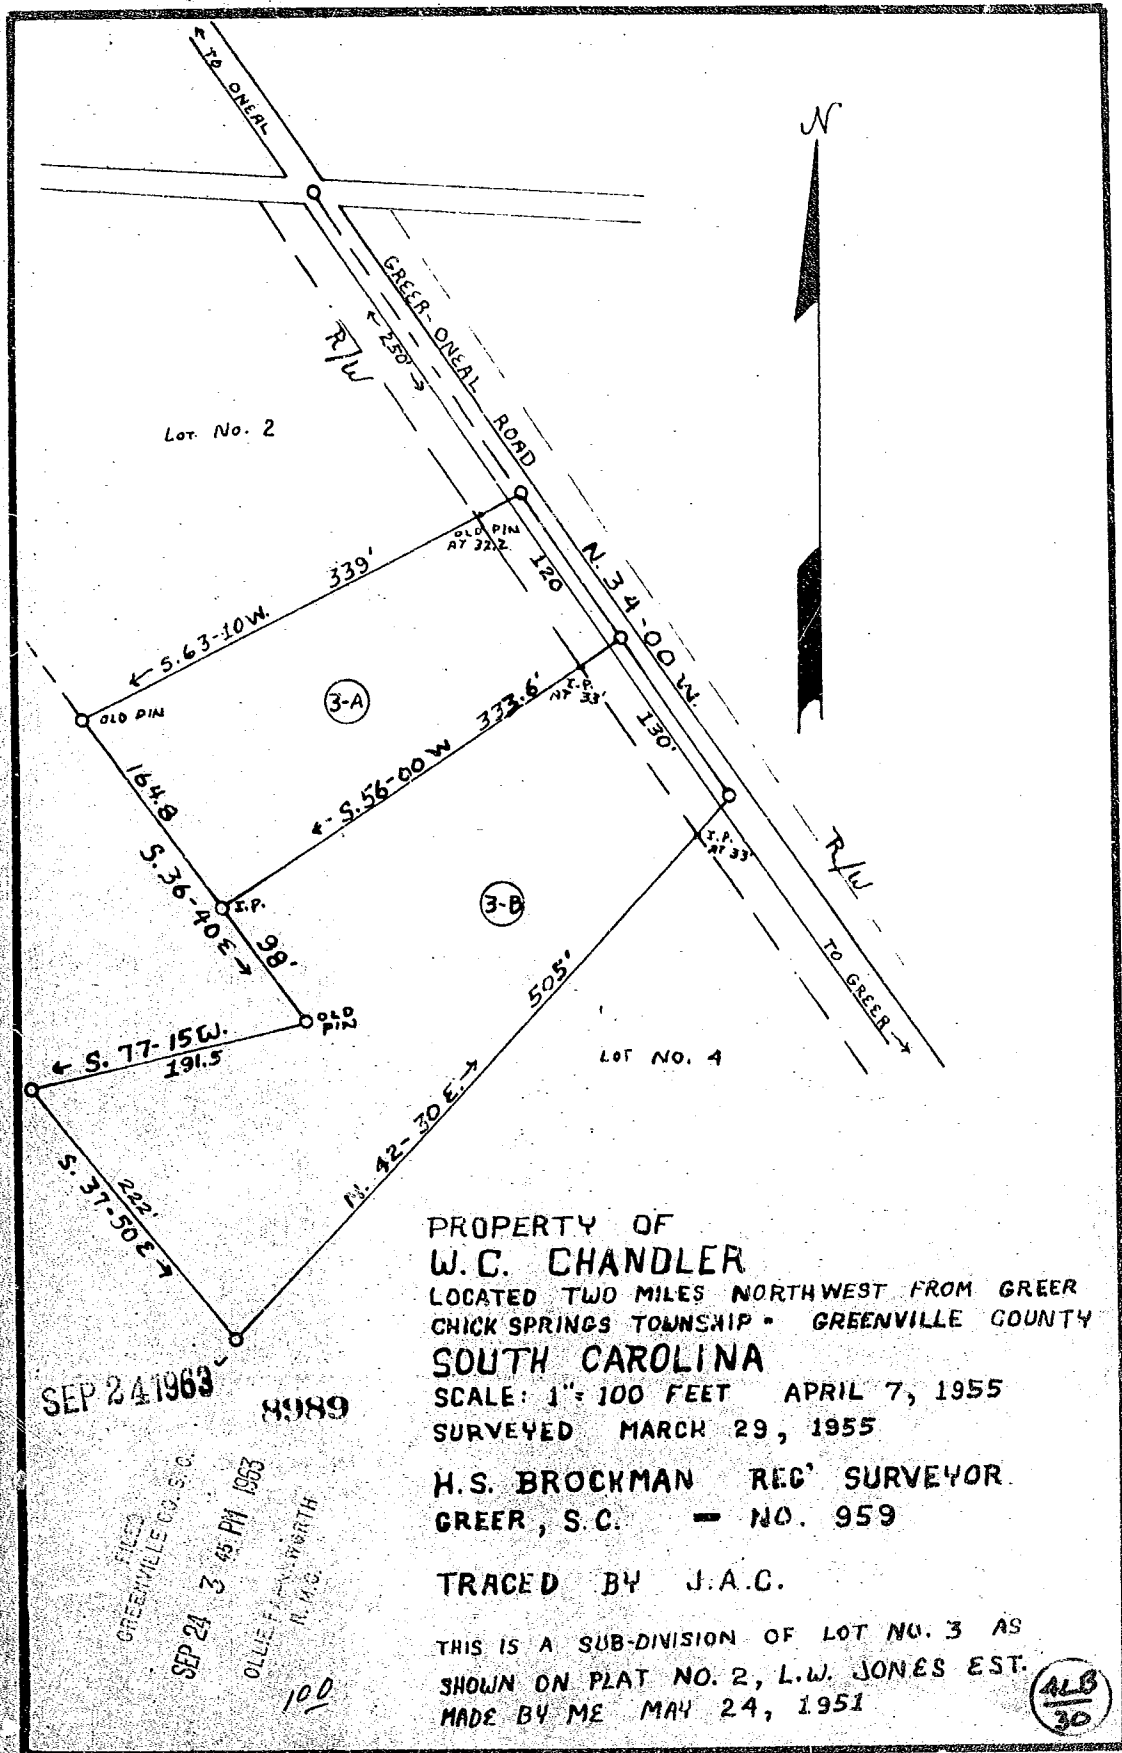 ← TO ONEAL
N
GREER-ONEAL ROAD
← 250' →
R/W
LOT. NO. 2
OLD PIN
AT 32.2
339'
← S.63-10W.
120
N. 34-00 W.
OLD PIN
3-A
I.P.
AT 33'
333.6'
← S.56-00 W
130'
164.8
S.36-40 E →
I.P.
98'
3-B
I.P.
AT 33'
R/W
TO GREER →
505'
OLD
PIN
← S. 77-15 W.
191.5
LOT NO. 4
N. 42-30 E. →
222'
S. 37-50 E →
PROPERTY OF
W.C. CHANDLER
LOCATED TWO MILES NORTHWEST FROM GREER
CHICK SPRINGS TOWNSHIP - GREENVILLE COUNTY
SOUTH CAROLINA
SCALE: 1"= 100 FEET APRIL 7, 1955
SURVEYED MARCH 29, 1955
H.S. BROCKMAN REG' SURVEYOR
GREER, S.C. - NO. 959
TRACED BY J.A.C.
THIS IS A SUB-DIVISION OF LOT NO. 3 AS
SHOWN ON PLAT NO. 2, L.W. JONES EST.
MADE BY ME MAY 24, 1951
SEP 24 1963
8989
FILED
GREENVILLE CO. S. C.
SEP 24 3 45 PM 1963
OLLIE
R. M. C.
100
30